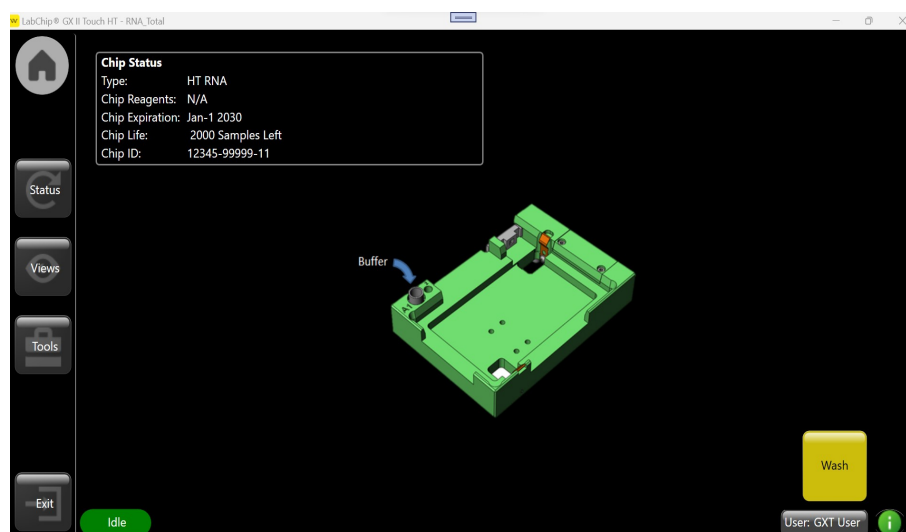 LabChip® GX II Touch HT - RNA_Total
Chip Status
Type: HT RNA
Chip Reagents: N/A
Chip Expiration: Jan-1 2030
Chip Life: 2000 Samples Left
Chip ID: 12345-99999-11
Status
Buffer
Views
A1
Tools
Wash
Exit
Idle
User: GXT User
i